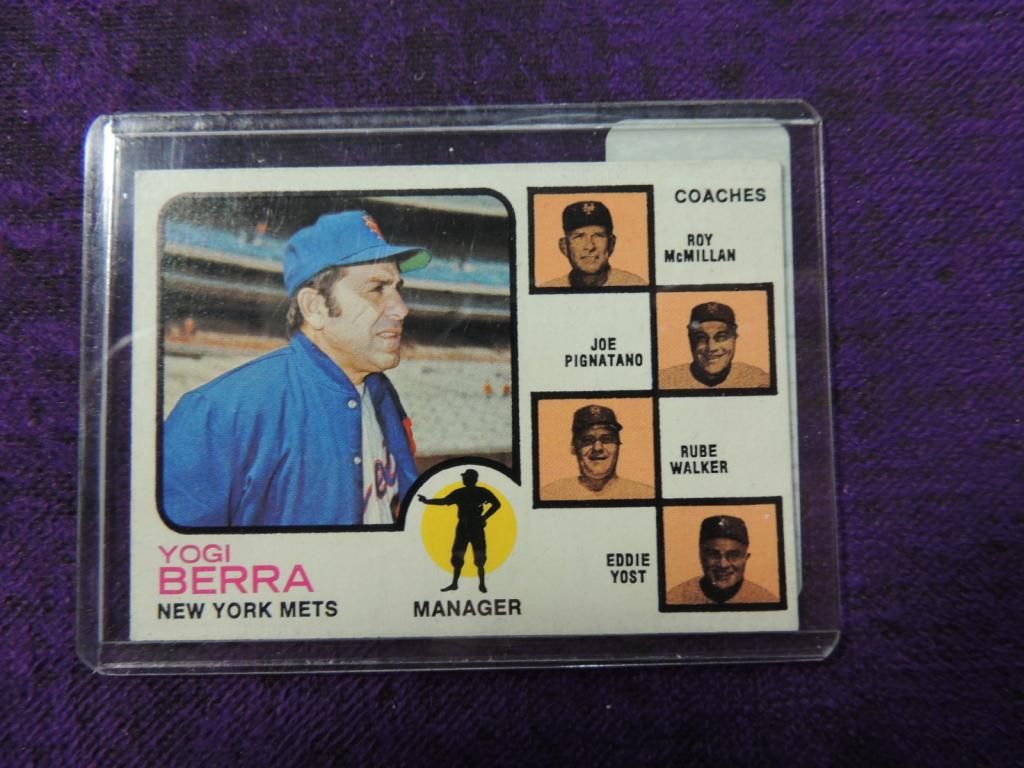 COACHES
ROY
McMILLAN
JOE
PIGNATANO
RUBE
WALKER
EDDIE
YOST
YOGI
BERRA
NEW YORK METS
MANAGER